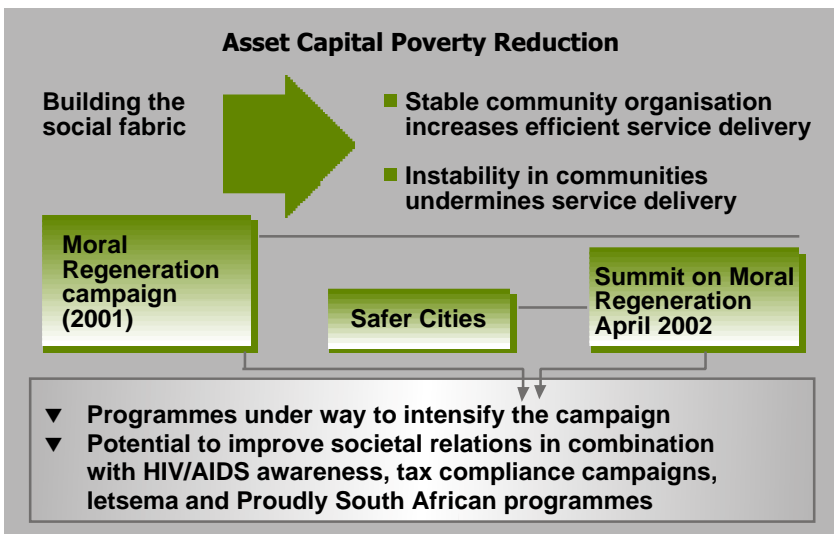 Asset Capital Poverty Reduction
Building the
social fabric
■ Stable community organisation
increases efficient service delivery
■ Instability in communities
undermines service delivery
Moral
Regeneration
campaign
(2001)
Safer Cities
Summit on Moral
Regeneration
April 2002
▼ Programmes under way to intensify the campaign
▼ Potential to improve societal relations in combination
with HIV/AIDS awareness, tax compliance campaigns,
letsema and Proudly South African programmes